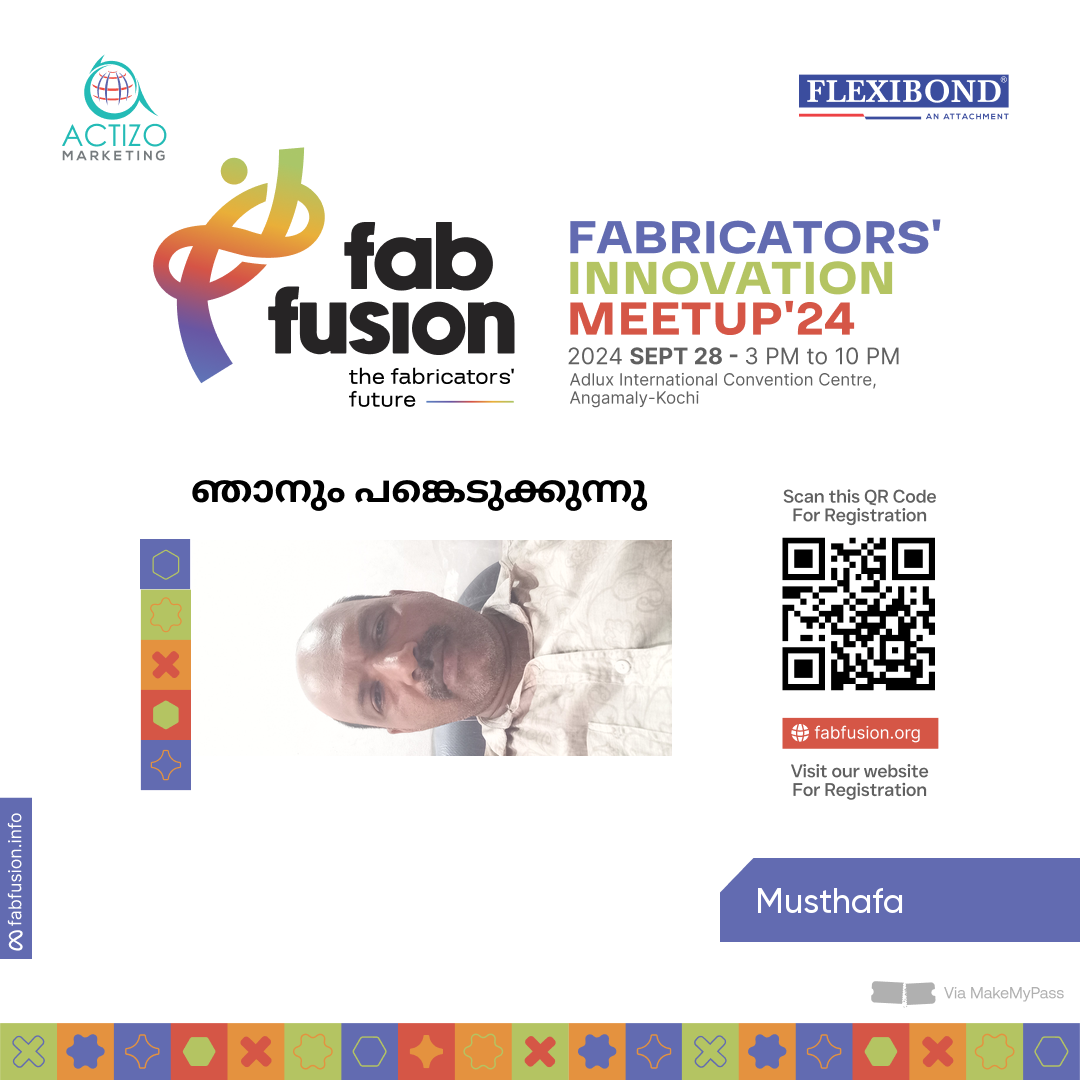 ACTIZO
MARKETING
FLEXIBOND®
AN ATTACHMENT
fab
fusion
the fabricators'
future
FABRICATORS'
INNOVATION
MEETUP'24
2024 SEPT 28 - 3 PM to 10 PM
Adlux International Convention Centre,
Angamaly-Kochi
ഞാനും പങ്കെടുക്കുന്നു
Scan this QR Code
For Registration
fabfusion.org
Visit our website
For Registration
fabfusion.info
Musthafa
Via MakeMyPass